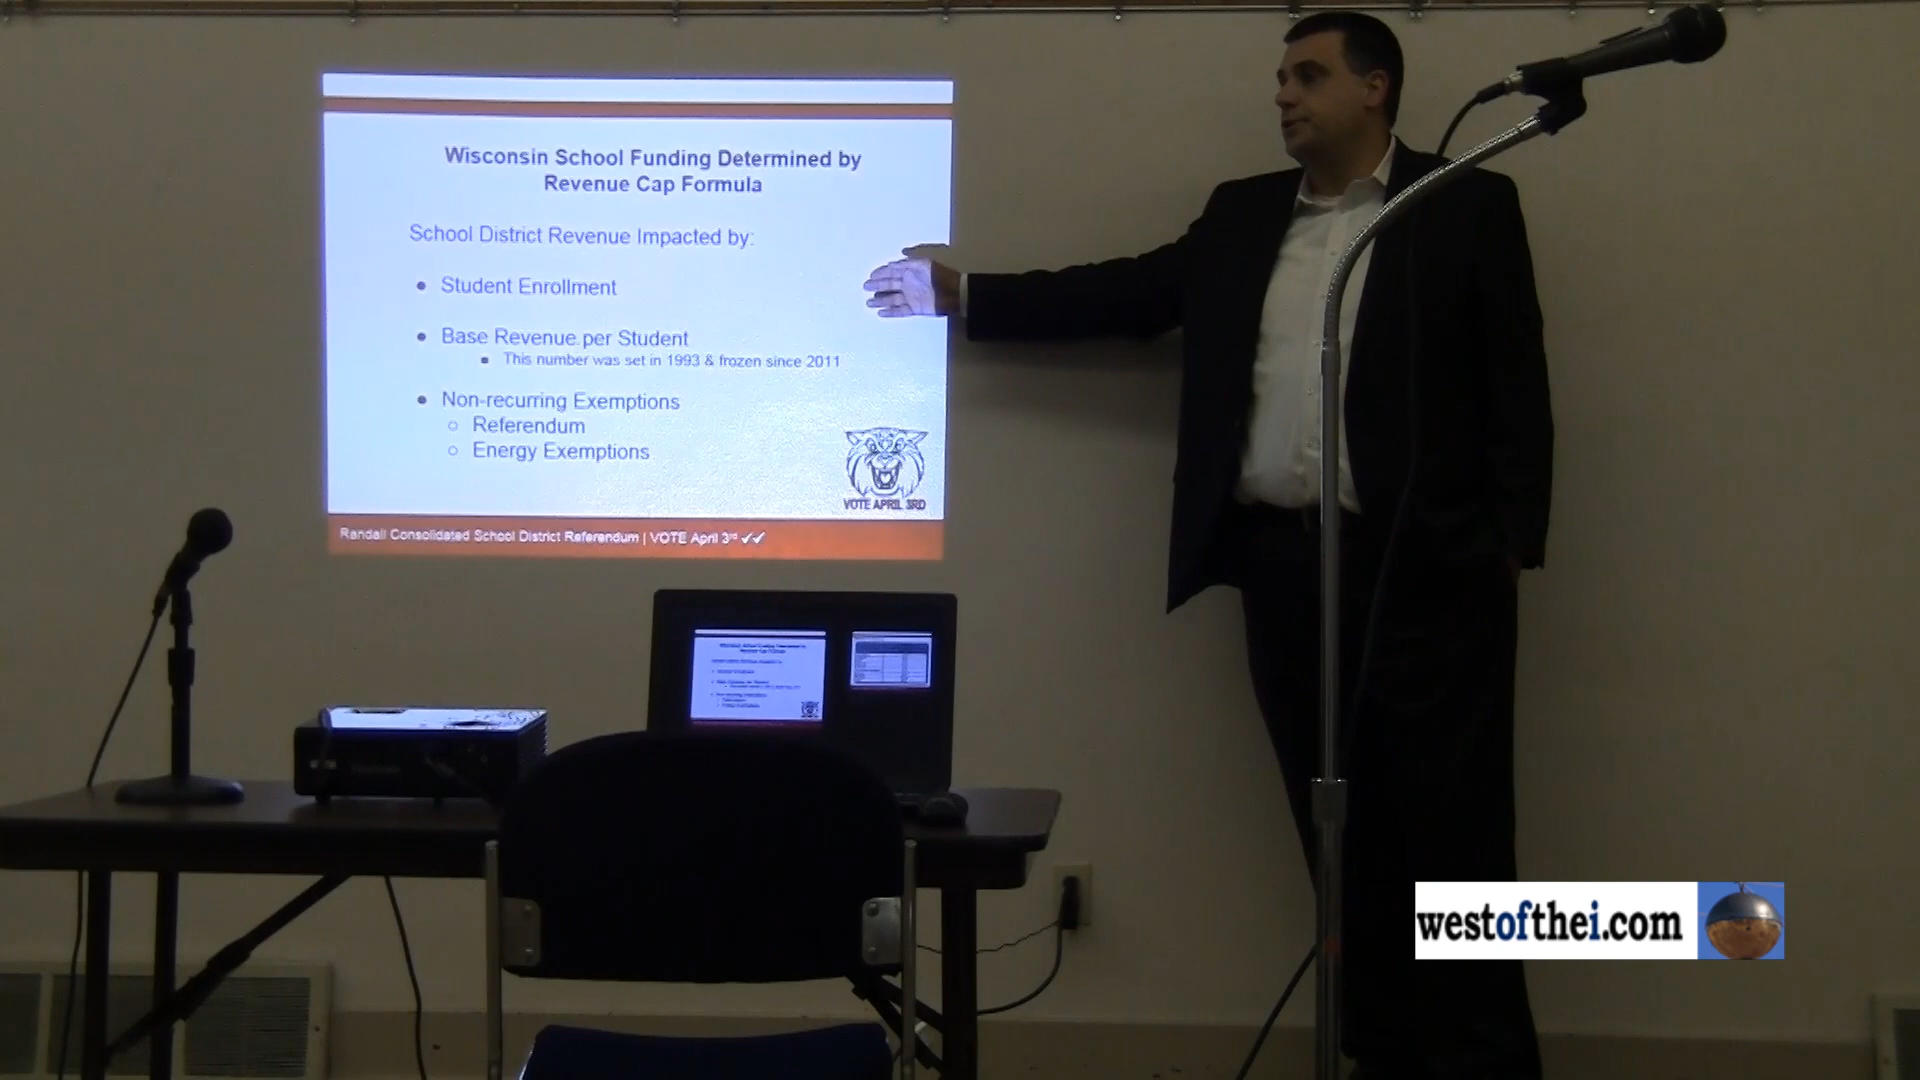 Wisconsin School Funding Determined by
Revenue Cap Formula
School District Revenue Impacted by:
● Student Enrollment
● Base Revenue per Student
■ This number was set in 1993 & frozen since 2011
● Non-recurring Exemptions
○ Referendum
○ Energy Exemptions
VOTE APRIL 3RD
Randall Consolidated School District Referendum | VOTE April 3rd ✓✓
westofthei.com